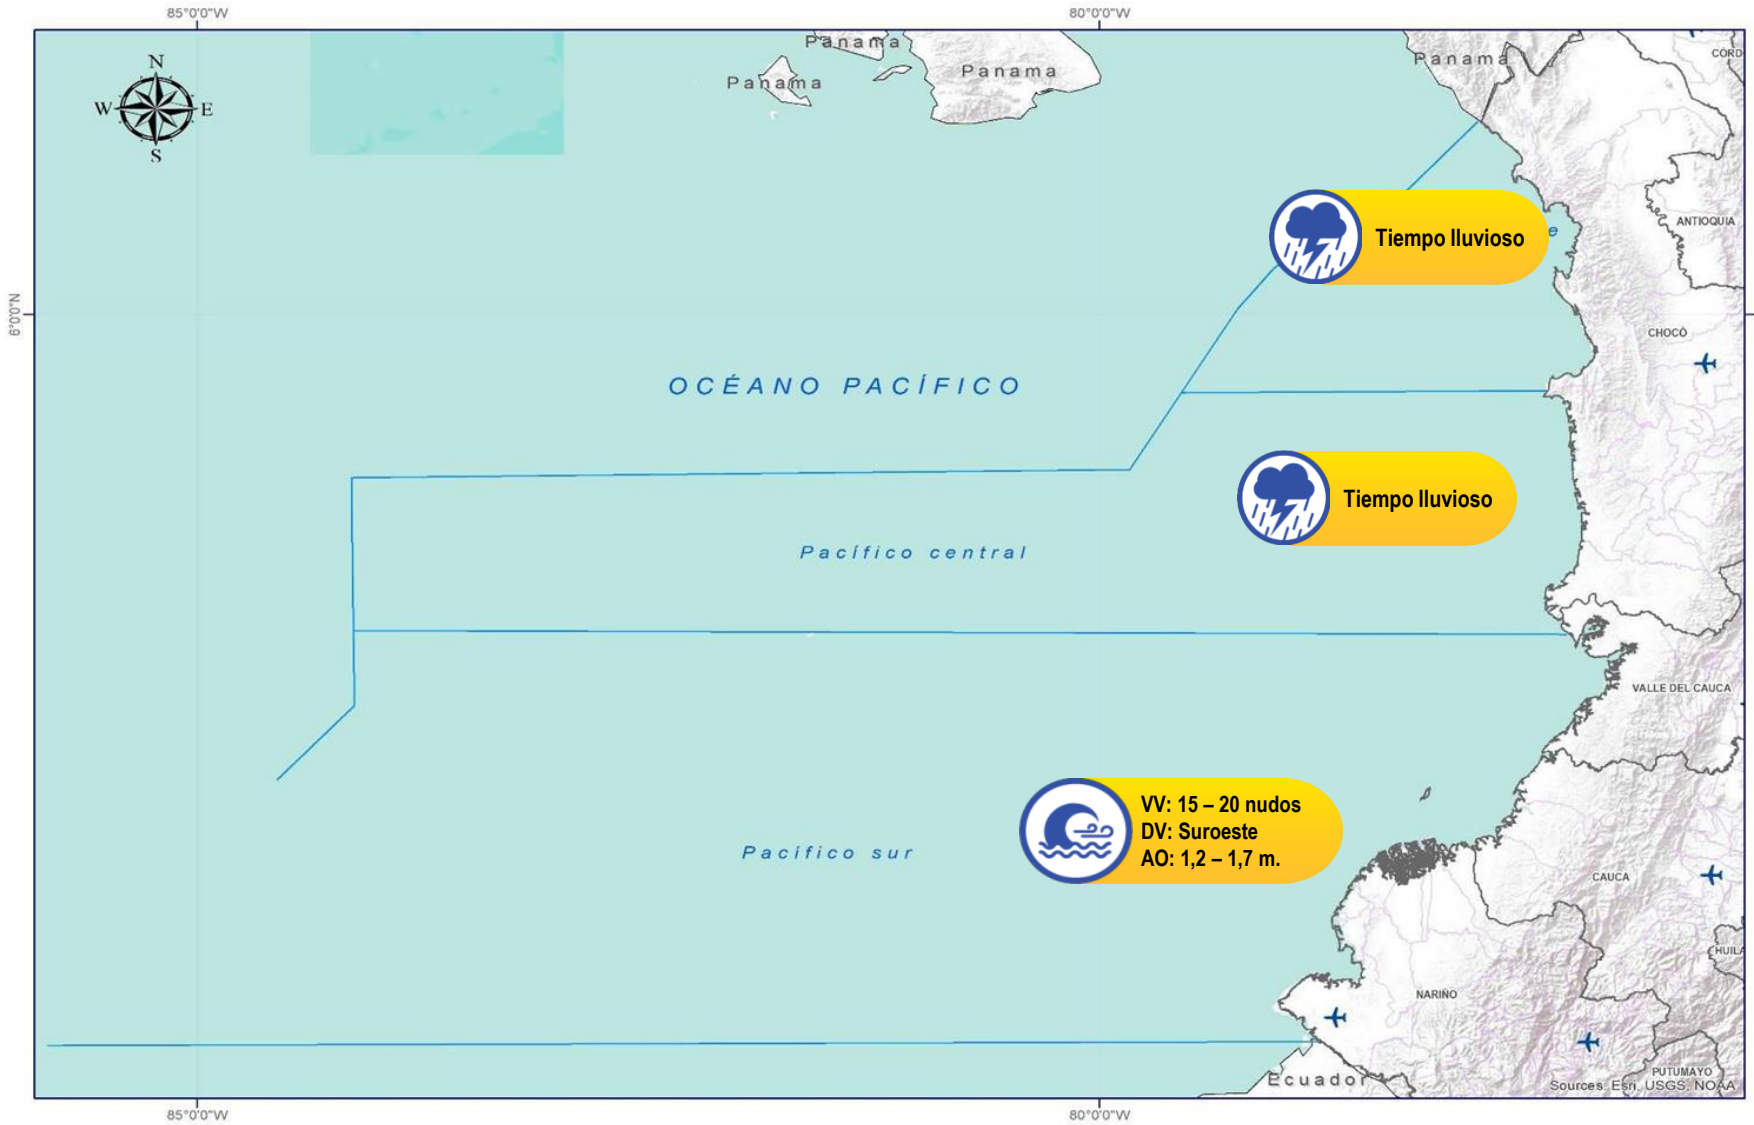 85°0'0"W
80°0'0"W
Panama
Panama
Panama
Panama
CÓRD
N
W
E
S
ANTIOQUIA
Tiempo lluvioso
e
6°0'0"N
CHOCÓ
OCÉANO PACÍFICO
Tiempo lluvioso
Pacífico central
VALLE DEL CAUCA
VV: 15 – 20 nudos
DV: Suroeste
AO: 1,2 – 1,7 m.
Pacífico sur
CAUCA
HUILA
NARIÑO
PUTUMAYO
Ecuador
Sources: Esri, USGS, NOAA
85°0'0"W
80°0'0"W